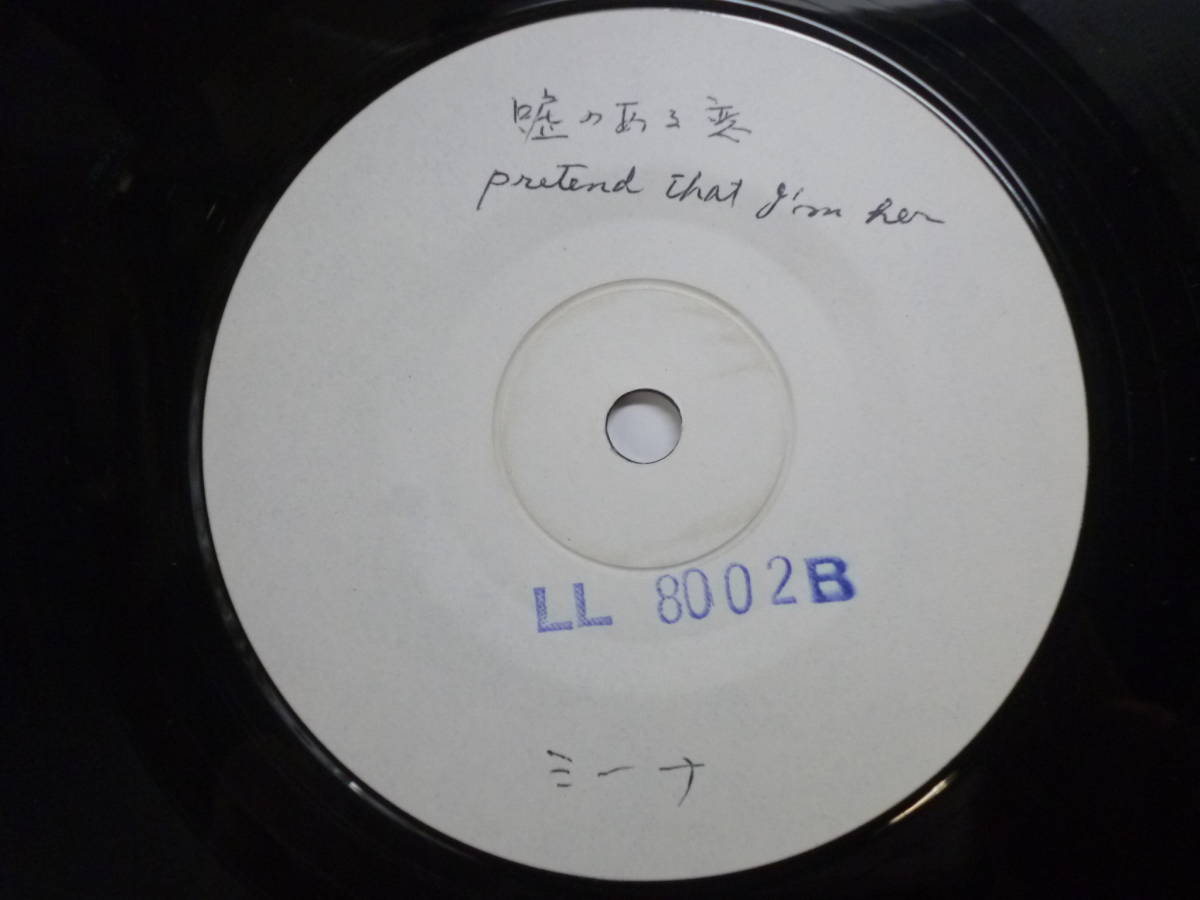 嘘のある恋
pretend that I'm her
LL 8002B
ミーナ